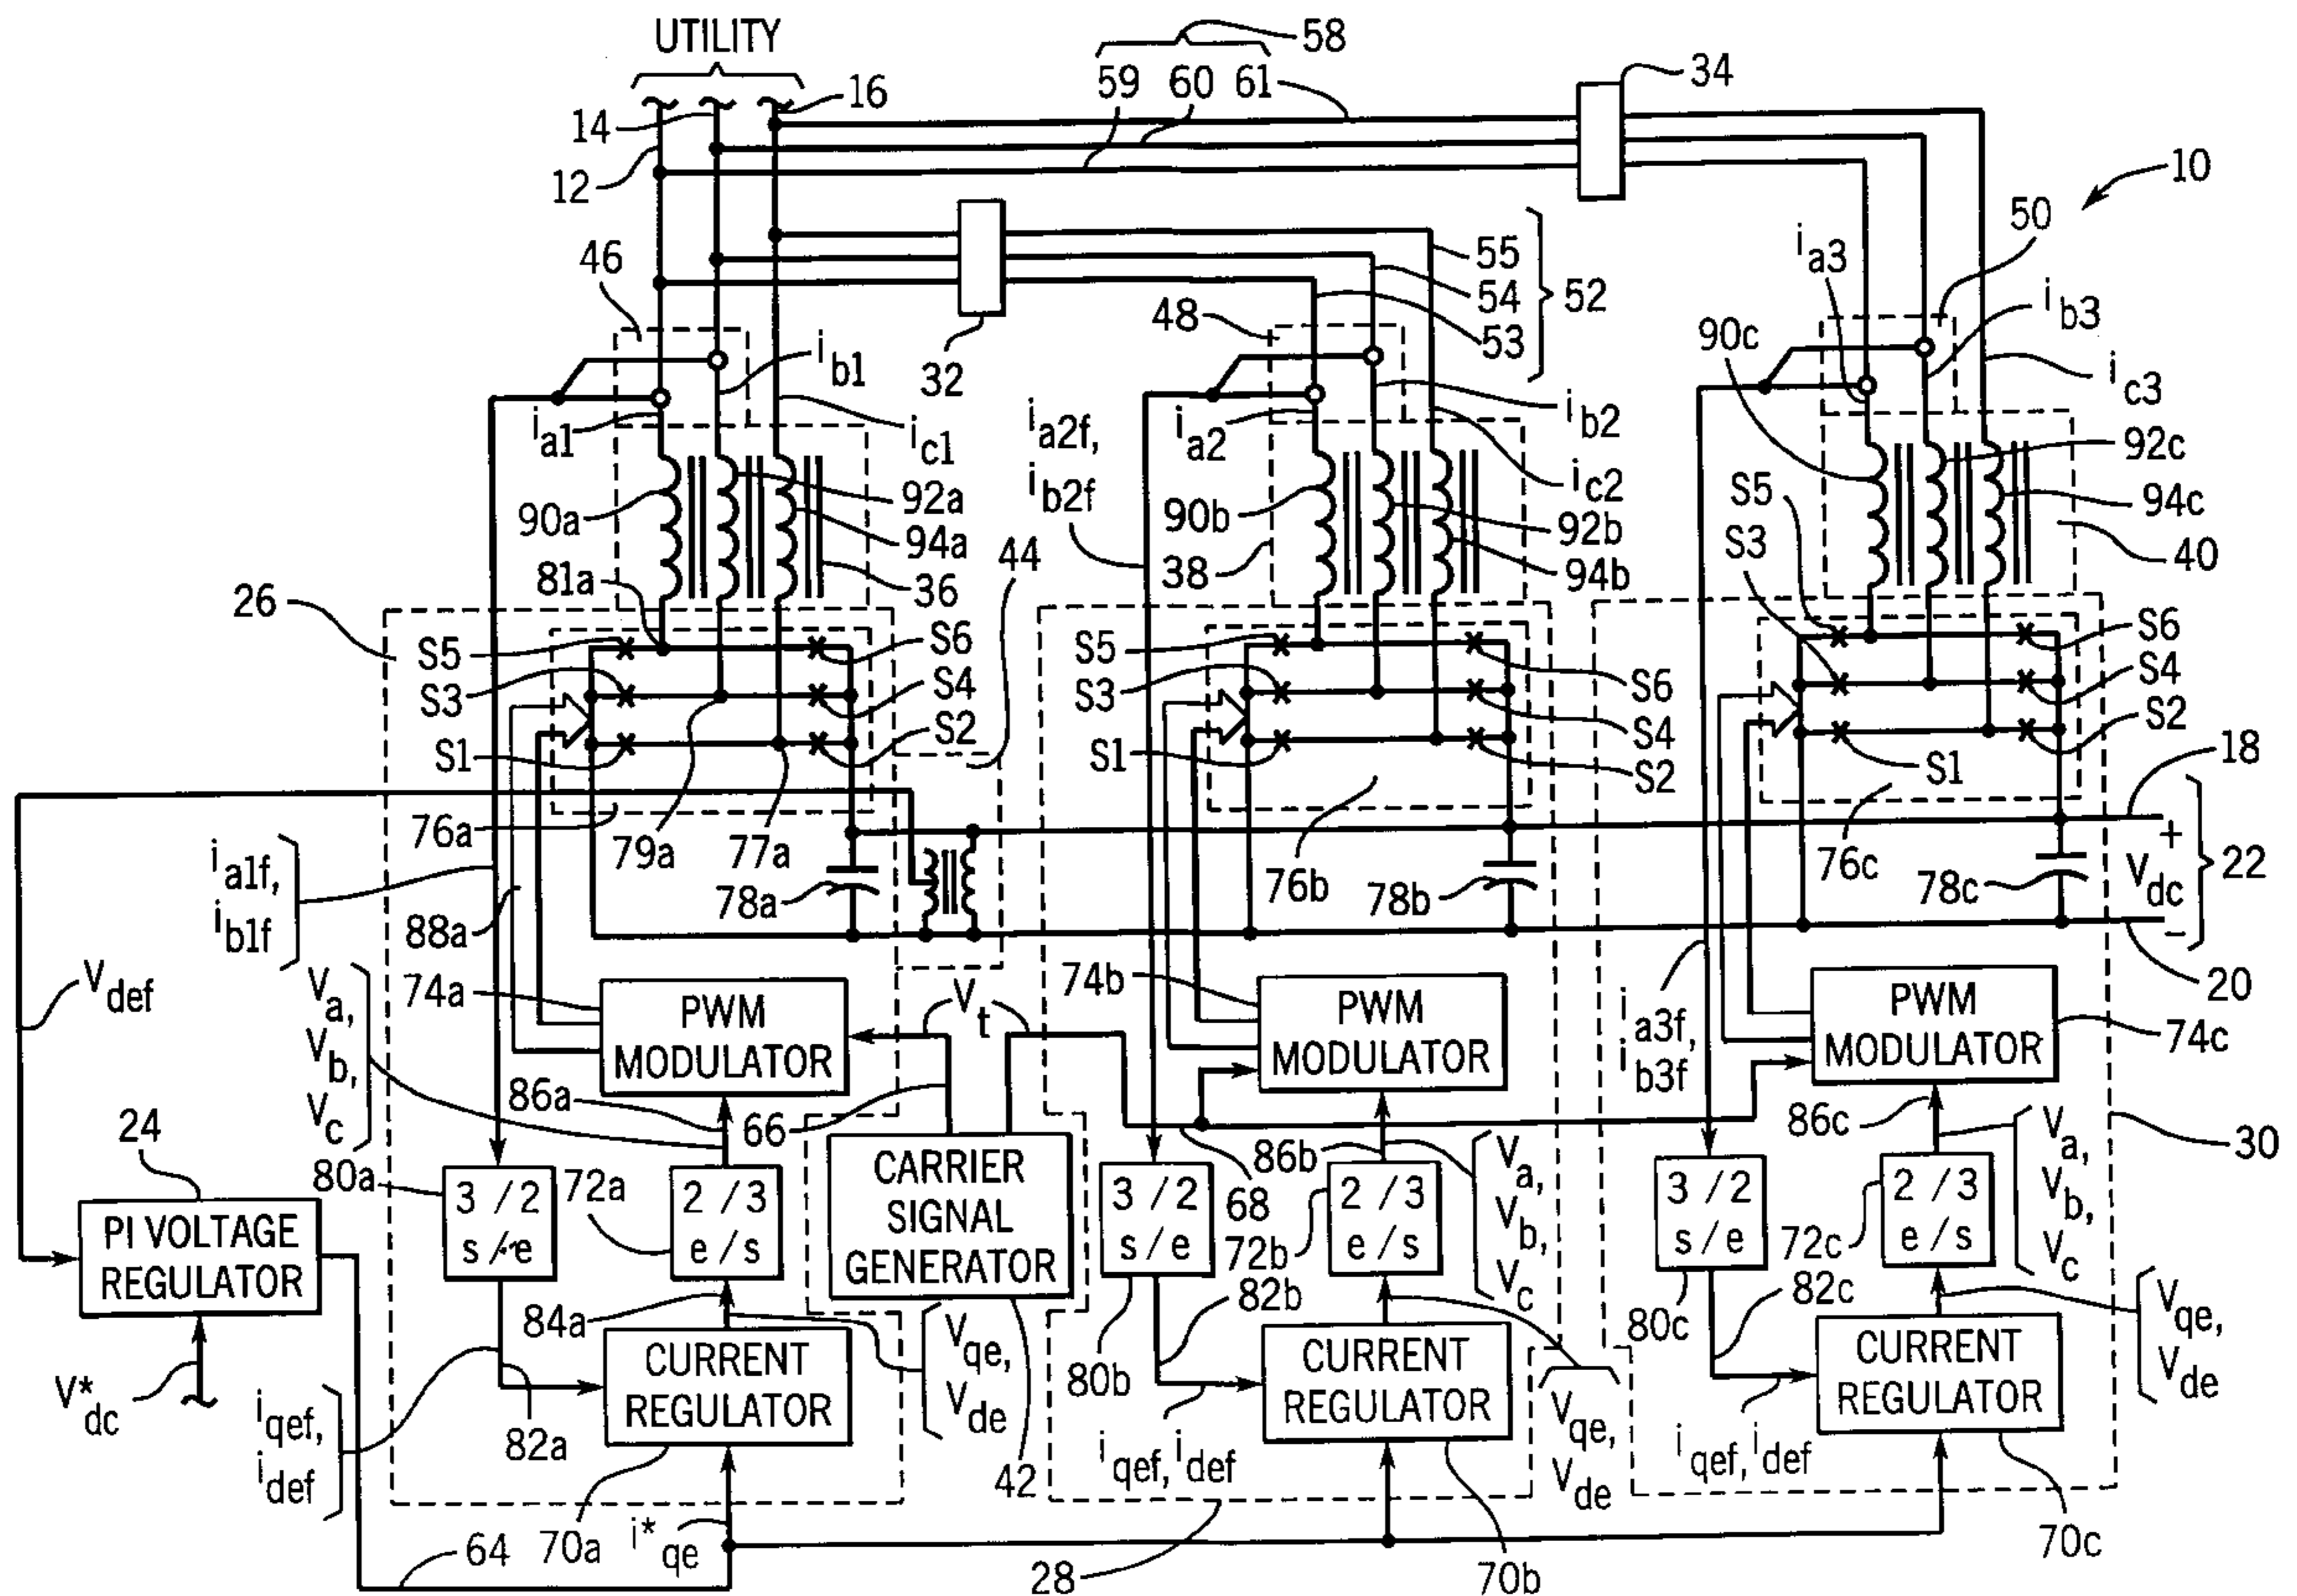 UTILITY
58
59 60 61
34
16
14
12
10
50
46
55
54
53
52
48
32
ia3
ib3
ic3
90c
ib1
ia1
ic1
ia2f,
ib2f
ia2
ib2
ic2
92c
94c
40
S5
S3
90a
92a
94a
36
44
81a
26
90b
92b
94b
38
S5
S3
S1
S6
S4
S2
S5
S3
S1
S6
S4
S2
S6
S4
S2
S1
18
76a
79a
77a
78a
76b
78b
76c
78c
+
Vdc
−
22
20
ia1f,
ib1f
88a
Vdef
Va,
Vb,
Vc
74a
PWM
MODULATOR
Vt
74b
PWM
MODULATOR
ia3f,
ib3f
PWM
MODULATOR
74c
86a
66
86b
68
86c
30
24
PI VOLTAGE
REGULATOR
V*dc
80a
3 / 2
s / e
72a
2 / 3
e / s
CARRIER
SIGNAL
GENERATOR
42
3 / 2
s / e
80b
72b
2 / 3
e / s
Va,
Vb,
Vc
3 / 2
s / e
80c
72c
2 / 3
e / s
Va,
Vb,
Vc
84a
82a
iqef,
idef
CURRENT
REGULATOR
Vqe,
Vde
82b
iqef, idef
CURRENT
REGULATOR
Vqe,
Vde
82c
iqef, idef
CURRENT
REGULATOR
Vqe,
Vde
64
70a
i*qe
28
70b
70c